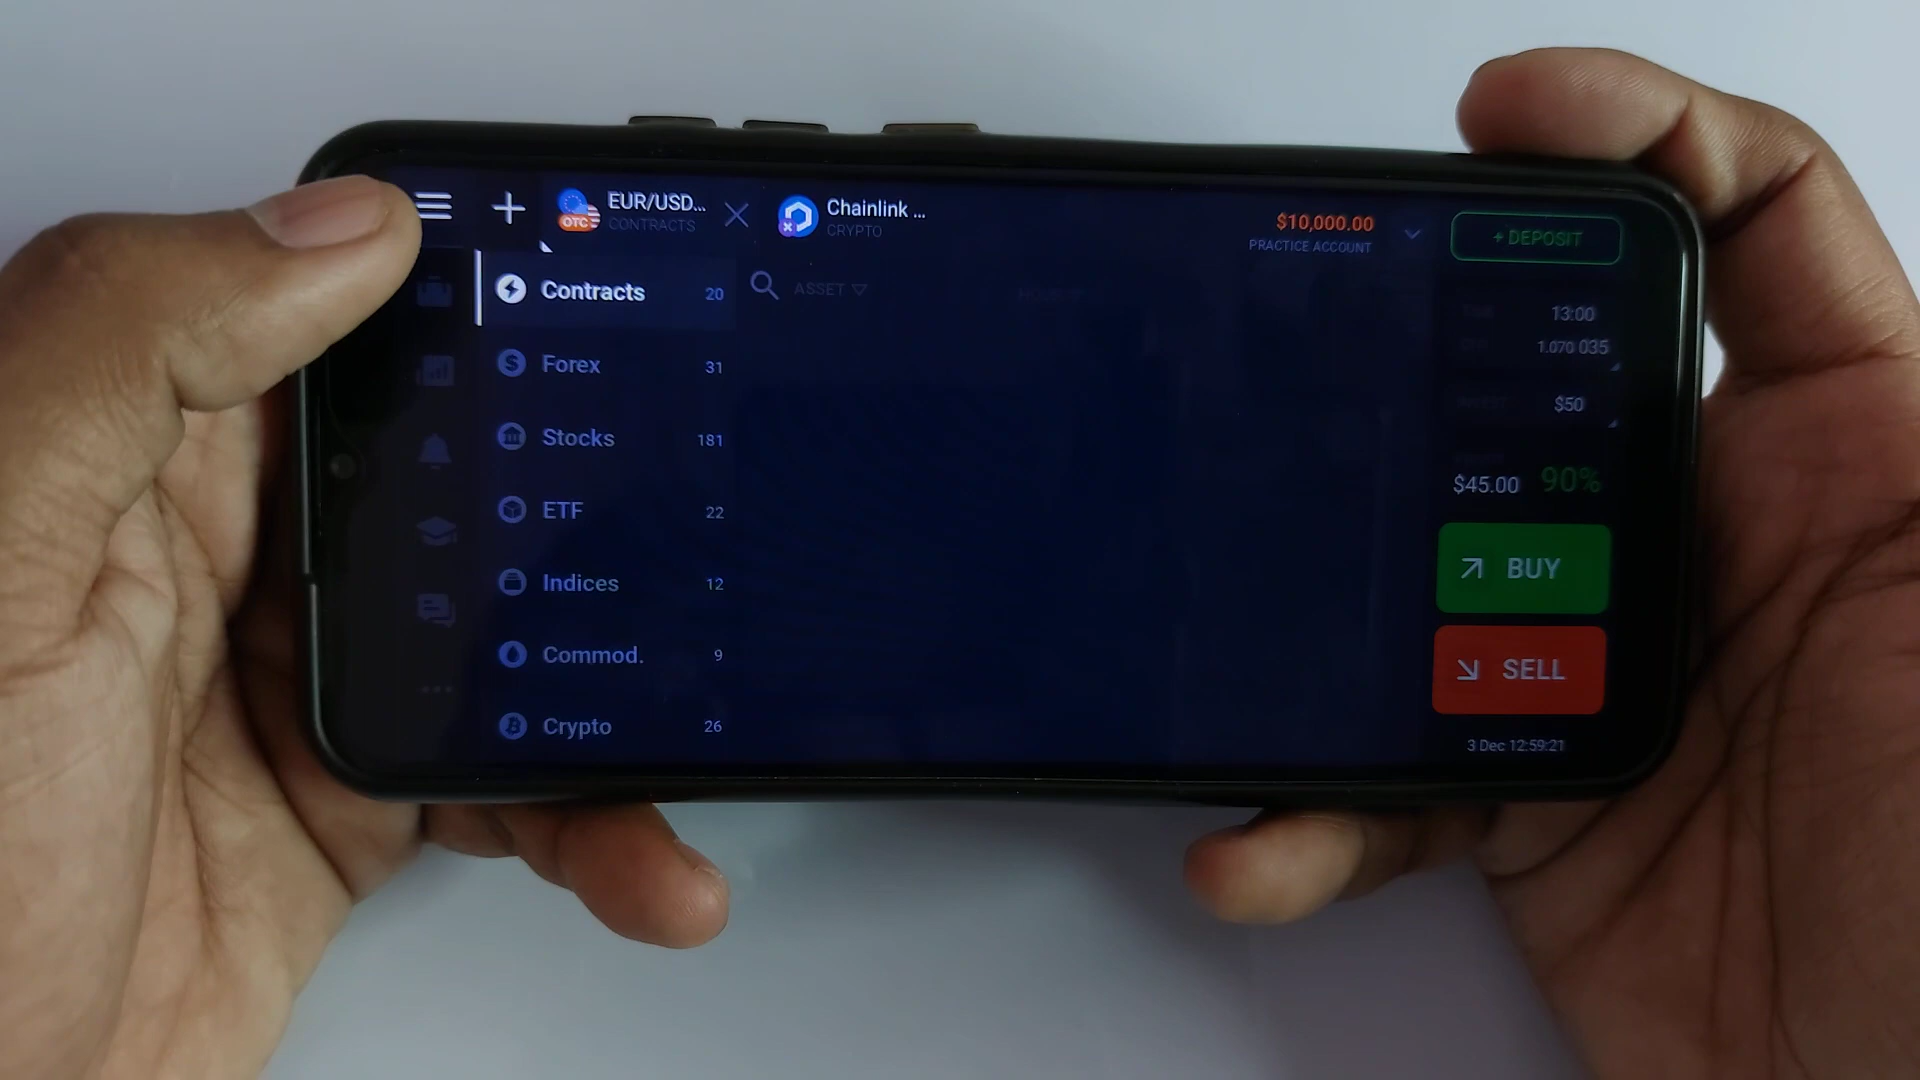 EUR/USD...
OTC
CONTRACTS
Chainlink ...
CRYPTO
$10,000.00
PRACTICE ACCOUNT
+ DEPOSIT
Contracts 20
ASSET
Forex 31
Stocks 181
ETF 22
Indices 12
Commod. 9
Crypto 26
13:00
1.070 035
INVEST $50
$45.00 90%
BUY
SELL
3 Dec 12:59:21